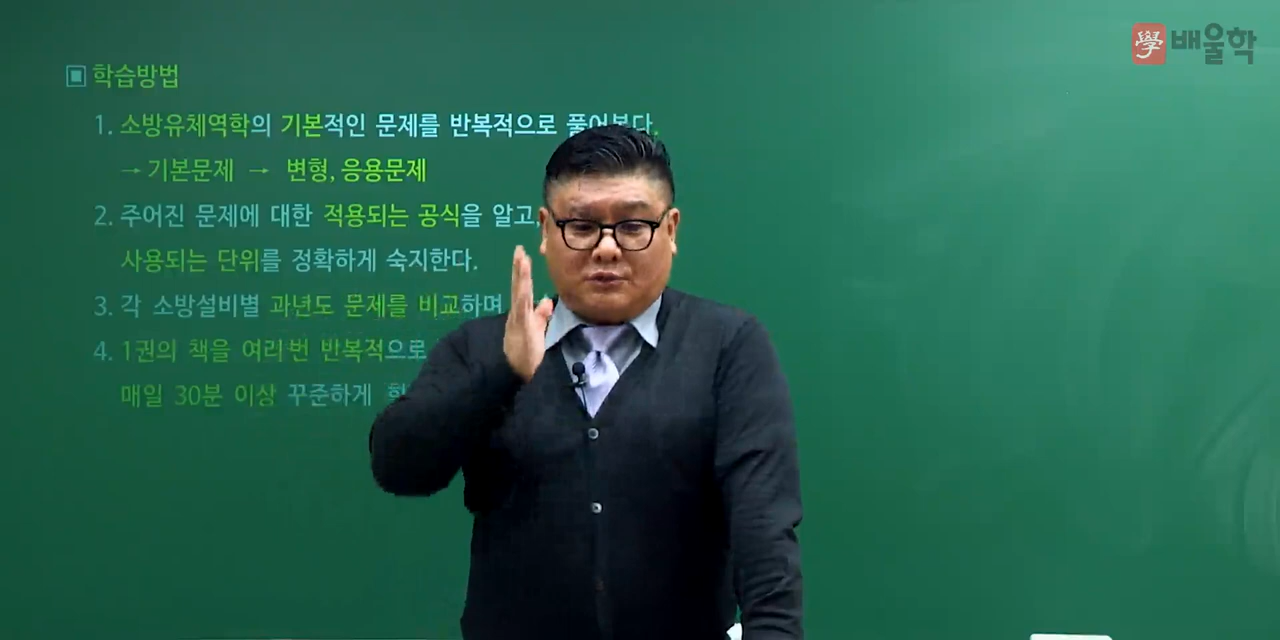 學 배울학
▣ 학습방법
1. 소방유체역학의 기본적인 문제를 반복적으로 풀어본다.
→ 기본문제 → 변형, 응용문제
2. 주어진 문제에 대한 적용되는 공식을 알고,
사용되는 단위를 정확하게 숙지한다.
3. 각 소방설비별 과년도 문제를 비교하며
4. 1권의 책을 여러번 반복적으로
매일 30분 이상 꾸준하게